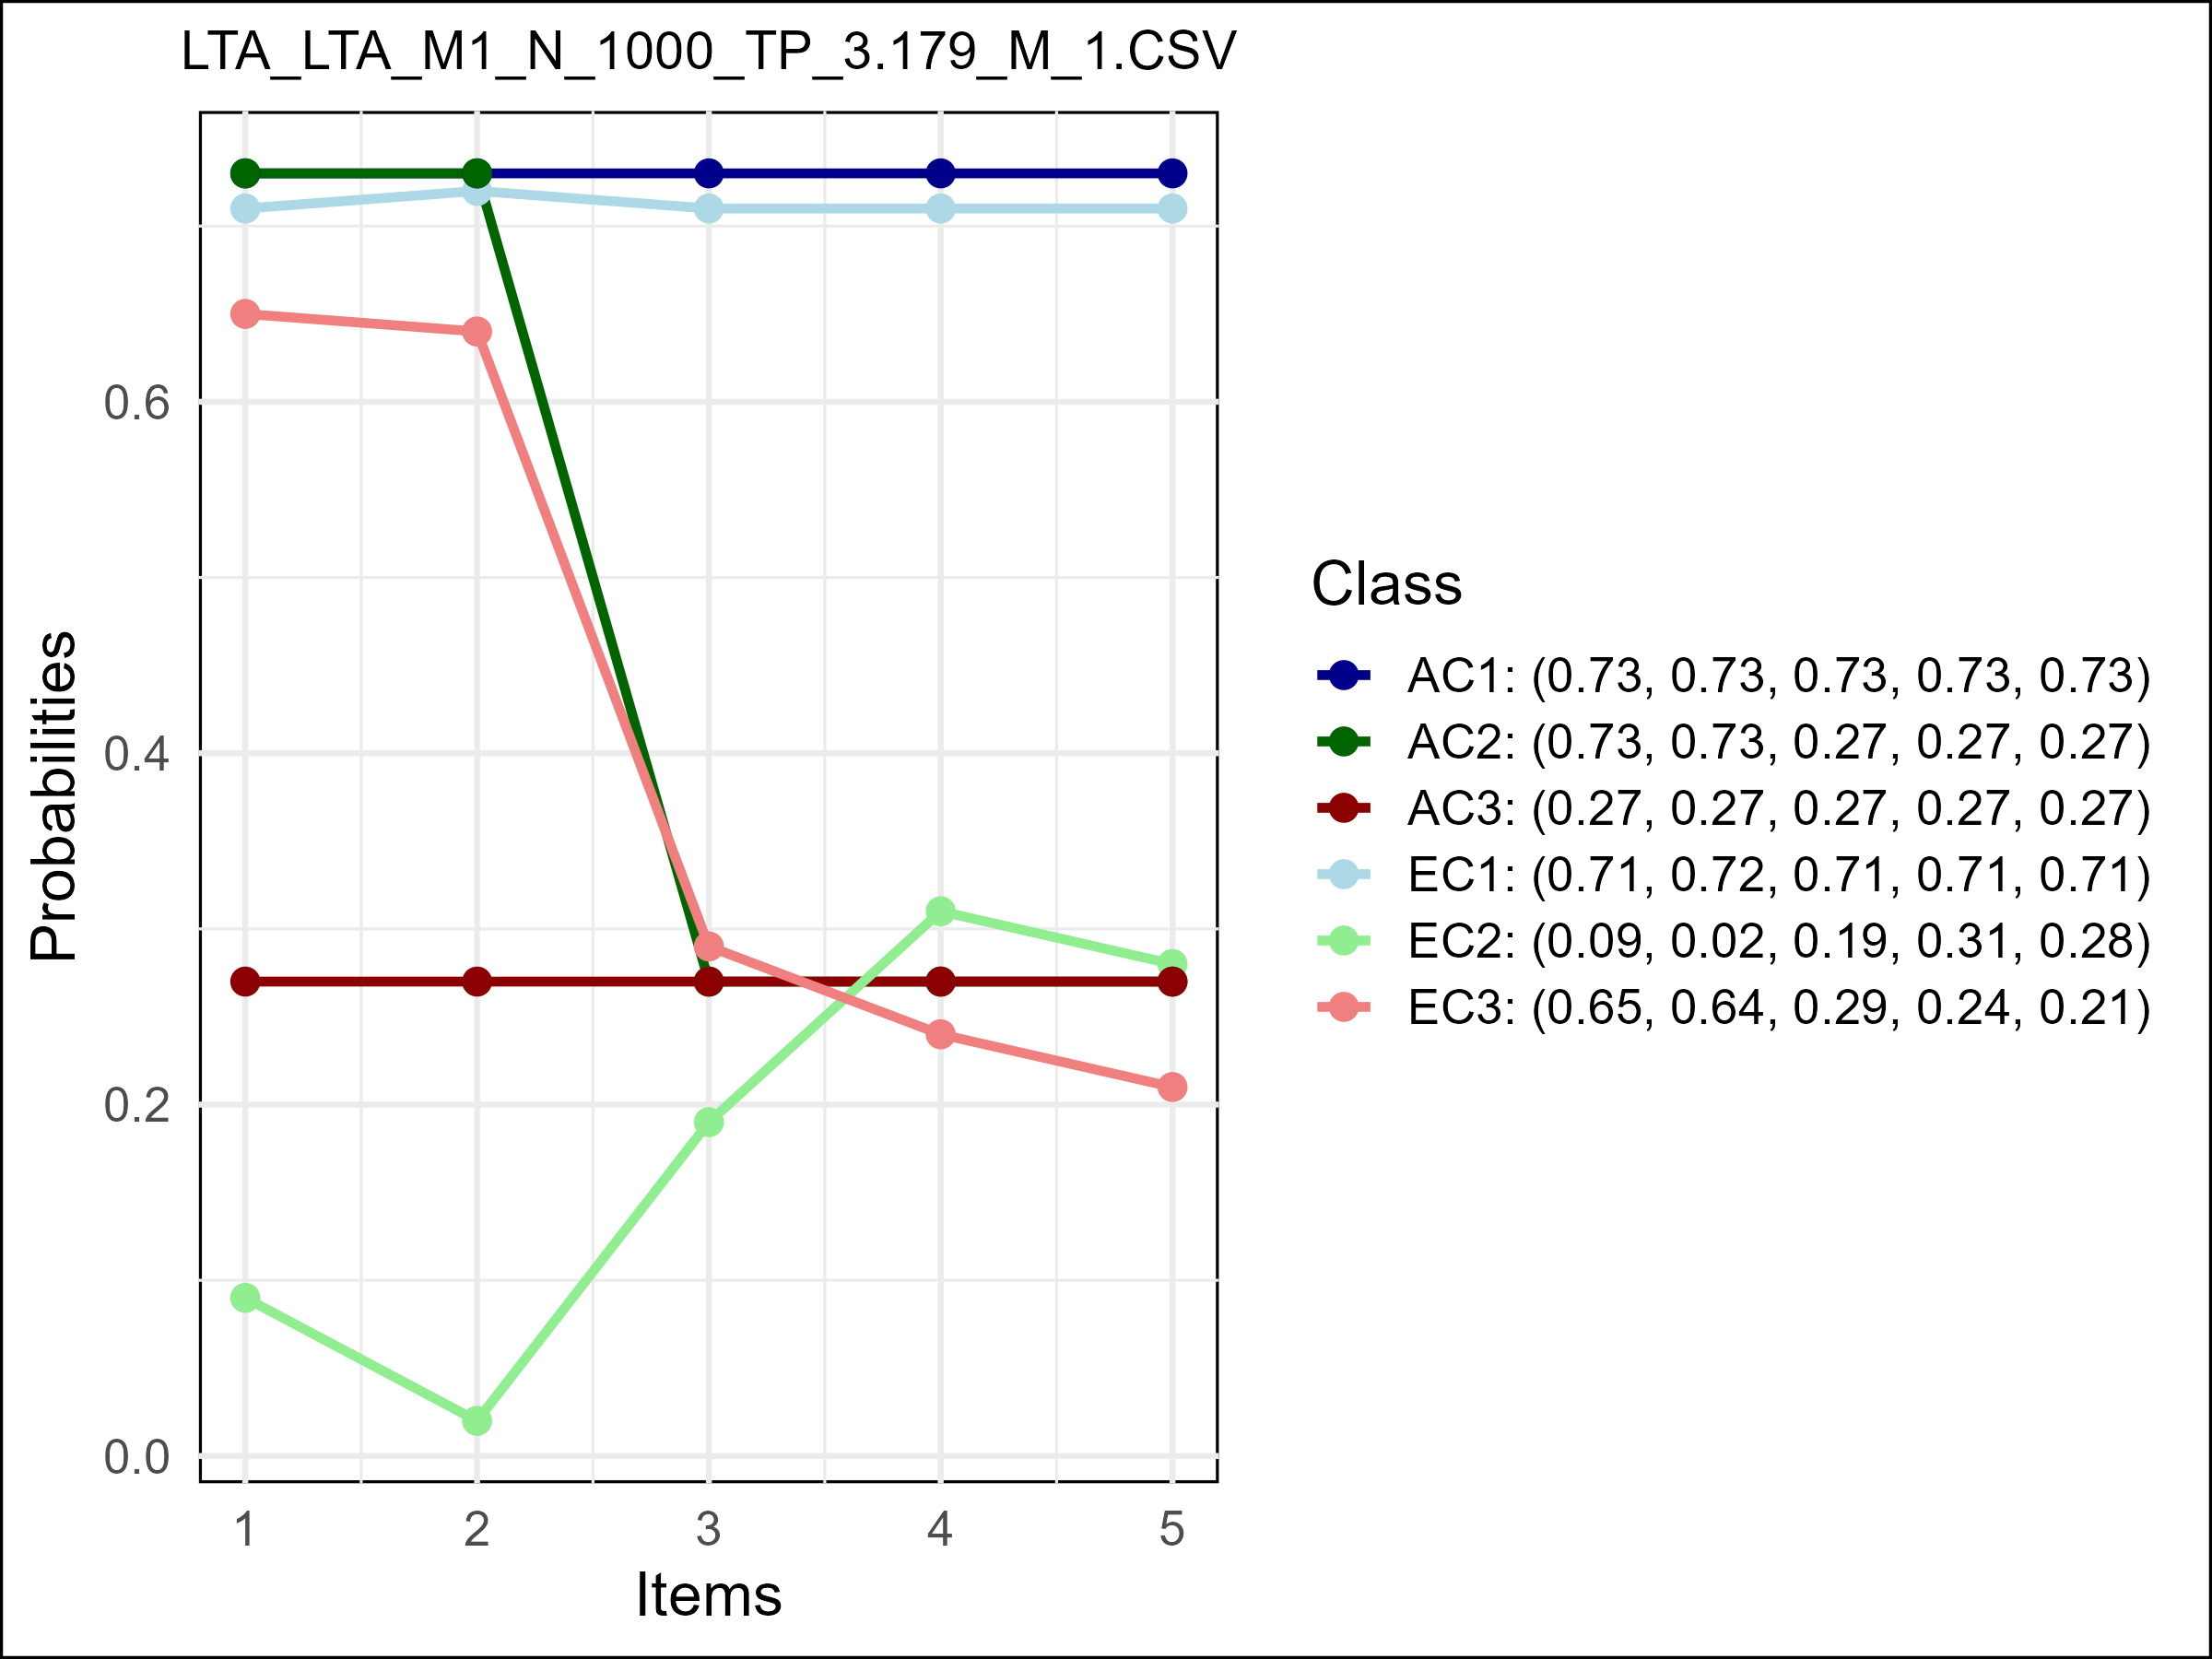 LTA_LTA_M1_N_1000_TP_3.179_M_1.CSV
Probabilities
0.6
0.4
0.2
0.0
1 2 3 4 5
Items
Class
AC1: (0.73, 0.73, 0.73, 0.73, 0.73)
AC2: (0.73, 0.73, 0.27, 0.27, 0.27)
AC3: (0.27, 0.27, 0.27, 0.27, 0.27)
EC1: (0.71, 0.72, 0.71, 0.71, 0.71)
EC2: (0.09, 0.02, 0.19, 0.31, 0.28)
EC3: (0.65, 0.64, 0.29, 0.24, 0.21)